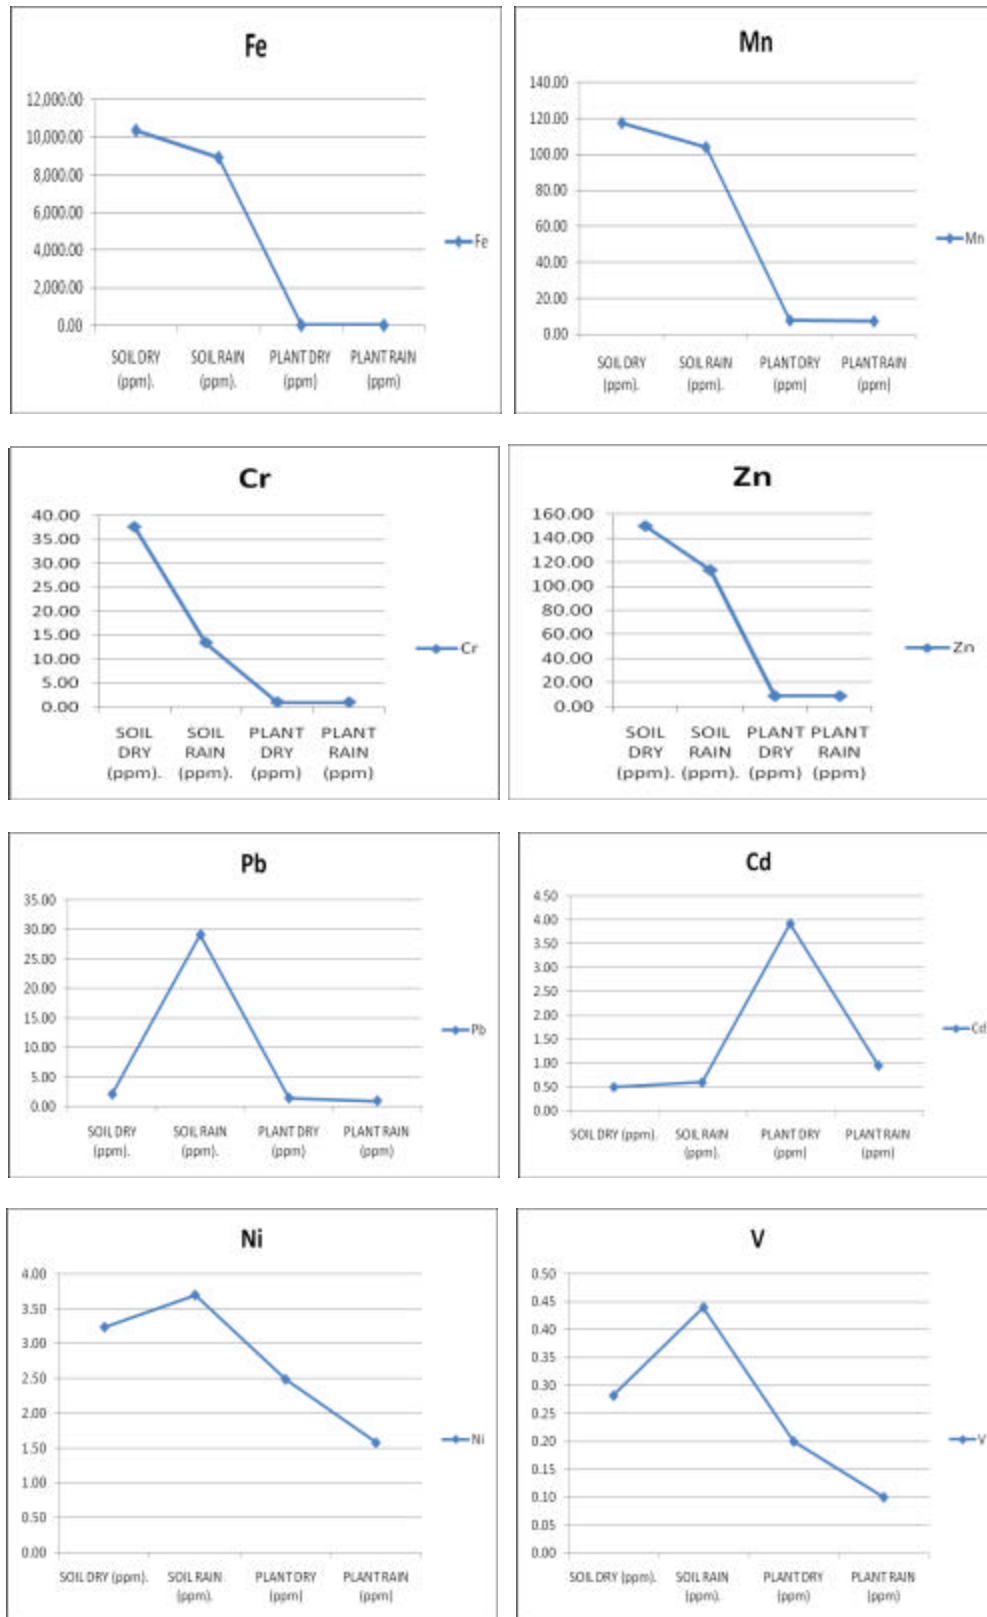 Fe
12,000.00
10,000.00
8,000.00
6,000.00
4,000.00
2,000.00
0.00
SOIL DRY (ppm).
SOIL RAIN (ppm).
PLANT DRY (ppm)
PLANT RAIN (ppm)
Fe
Mn
140.00
120.00
100.00
80.00
60.00
40.00
20.00
0.00
SOIL DRY (ppm).
SOIL RAIN (ppm).
PLANT DRY (ppm)
PLANT RAIN (ppm)
Mn
Cr
40.00
35.00
30.00
25.00
20.00
15.00
10.00
5.00
0.00
SOIL DRY (ppm).
SOIL RAIN (ppm).
PLANT DRY (ppm)
PLANT RAIN (ppm)
Cr
Zn
160.00
140.00
120.00
100.00
80.00
60.00
40.00
20.00
0.00
SOIL DRY (ppm).
SOIL RAIN (ppm).
PLANT DRY (ppm)
PLANT RAIN (ppm)
Zn
Pb
35.00
30.00
25.00
20.00
15.00
10.00
5.00
0.00
SOIL DRY (ppm).
SOIL RAIN (ppm).
PLANT DRY (ppm)
PLANT RAIN (ppm)
Pb
Cd
4.50
4.00
3.50
3.00
2.50
2.00
1.50
1.00
0.50
0.00
SOIL DRY (ppm).
SOIL RAIN (ppm).
PLANT DRY (ppm)
PLANT RAIN (ppm)
Cd
Ni
4.00
3.50
3.00
2.50
2.00
1.50
1.00
0.50
0.00
SOIL DRY (ppm).
SOIL RAIN (ppm).
PLANT DRY (ppm)
PLANT RAIN (ppm)
Ni
V
0.50
0.45
0.40
0.35
0.30
0.25
0.20
0.15
0.10
0.05
0.00
SOIL DRY (ppm).
SOIL RAIN (ppm).
PLANT DRY (ppm)
PLANT RAIN (ppm)
V